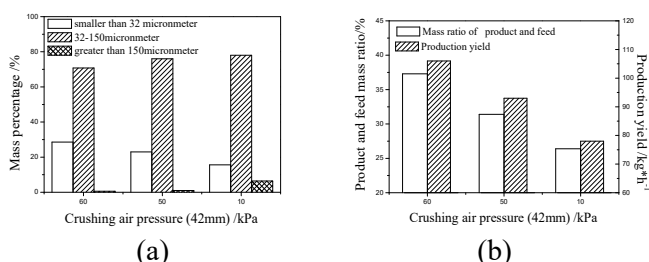 smaller than 32 micrometer
32-150micrometer
greater than 150micrometer
100
80
60
40
20
0
Mass percentage /%
60 50 10
Crushing air pressure (42mm) /kPa
(a)
Mass ratio of product and feed
Production yield
45
40
35
30
25
20
Product and feed mass ratio/%
120
110
100
90
80
70
60
Production yield /kg*h⁻¹
60 50 10
Crushing air pressure (42mm) /kPa
(b)